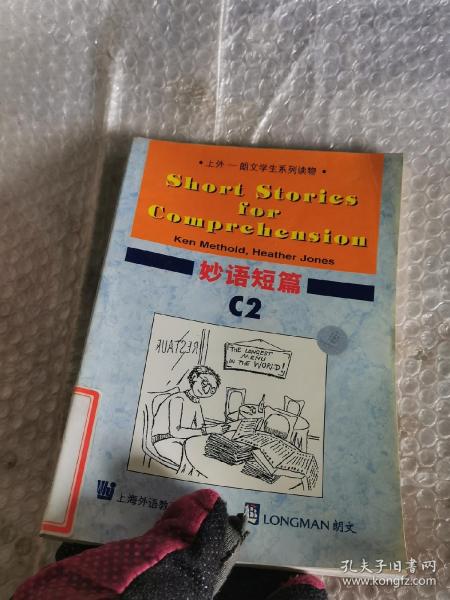 • 上外—朗文学生系列读物 •
Short Stories
for
Comprehension
Ken Methold, Heather Jones
妙语短篇
C2
RESTAUR
THE LONGEST
MENU
IN THE WORLD!
上海外语教
LONGMAN 朗文
孔夫子旧书网
www.kongfz.com